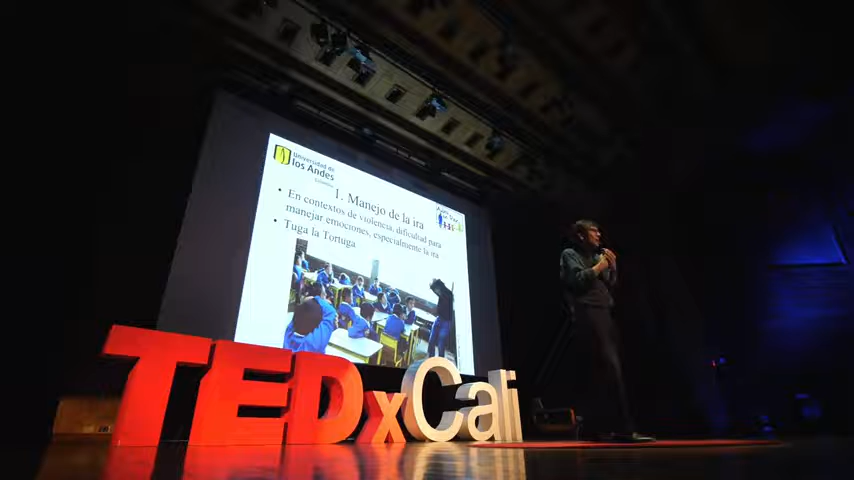 Universidad de
los Andes
Colombia
1. Manejo de la ira
• En contextos de violencia, dificultad para
manejar emociones, especialmente la ira
• Tuga la Tortuga
TEDxCali